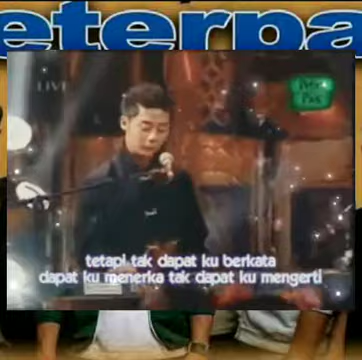 eterpa
LIVE
tetapi tak dapat ku berkata
dapat ku menerka tak dapat ku mengerti